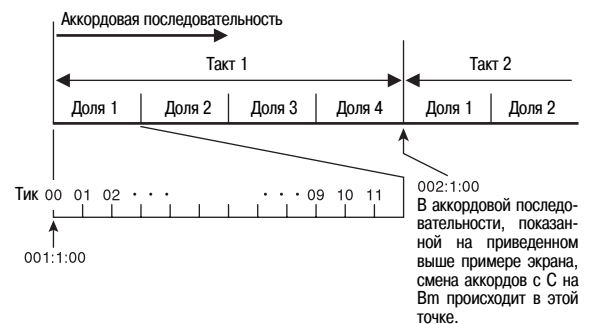 Аккордовая последовательность
Такт 1 Такт 2
Доля 1 Доля 2 Доля 3 Доля 4 Доля 1 Доля 2
Тик 00 01 02 · · · · · · 09 10 11
001:1:00
002:1:00
В аккордовой последо-
вательности, показан-
ной на приведенном
выше примере экрана,
смена аккордов с C на
Bm происходит в этой
точке.